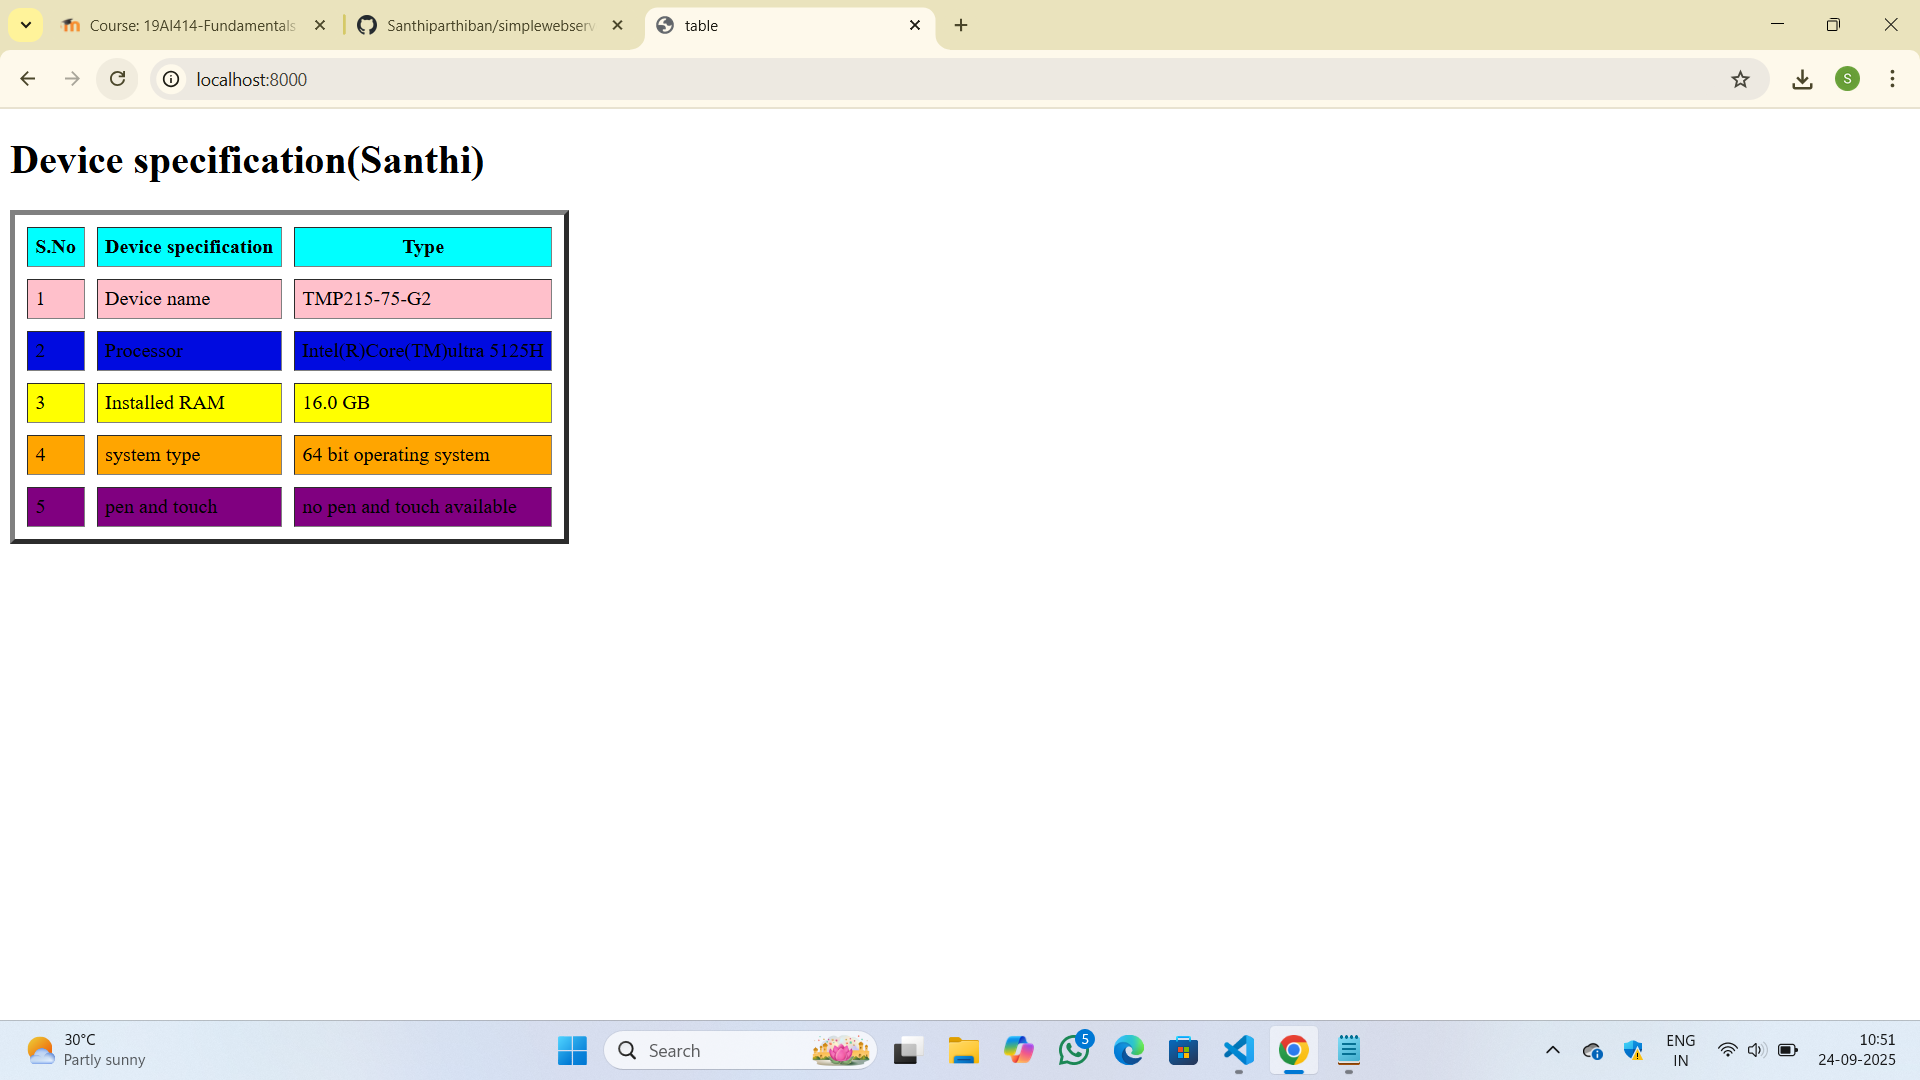 Course: 19AI414-Fundamentals
Santhiparthiban/simplewebserv
table
localhost:8000
S
Device specification(Santhi)
S.No Device specification Type
1 Device name TMP215-75-G2
2 Processor Intel(R)Core(TM)ultra 5125H
3 Installed RAM 16.0 GB
4 system type 64 bit operating system
5 pen and touch no pen and touch available
30°C
Partly sunny
Search
5
ENG
IN
10:51
24-09-2025